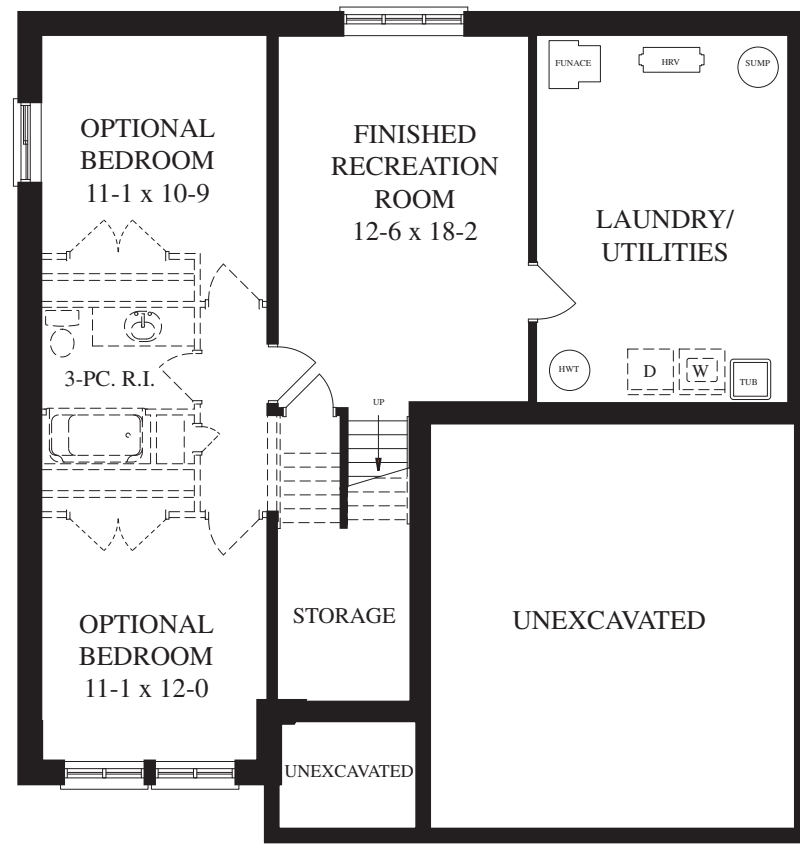 FUNACE
HRV
SUMP
OPTIONAL
BEDROOM
11-1 x 10-9
FINISHED
RECREATION
ROOM
12-6 x 18-2
LAUNDRY/
UTILITIES
3-PC. R.I.
HWT
D
W
TUB
UP
STORAGE
UNEXCAVATED
OPTIONAL
BEDROOM
11-1 x 12-0
UNEXCAVATED